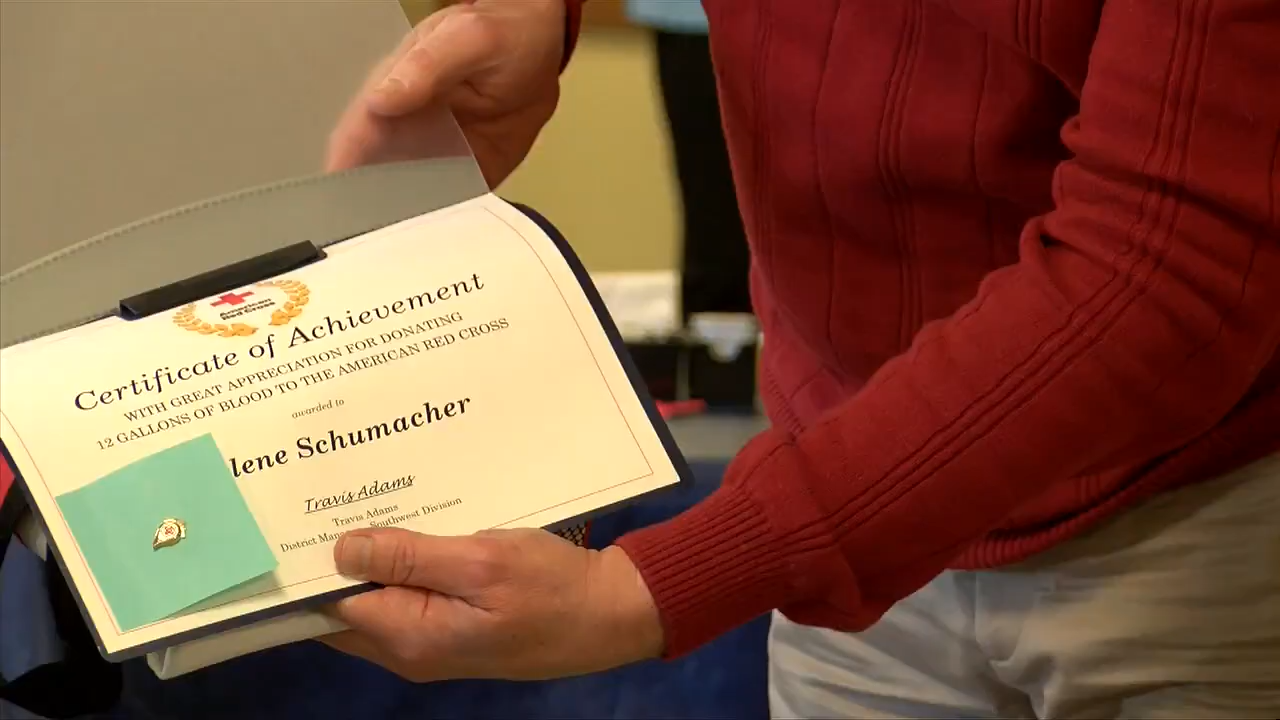 American
Red Cross
Certificate of Achievement
WITH GREAT APPRECIATION FOR DONATING
12 GALLONS OF BLOOD TO THE AMERICAN RED CROSS
awarded to
lene Schumacher
Travis Adams
Travis Adams
District Southwest Division